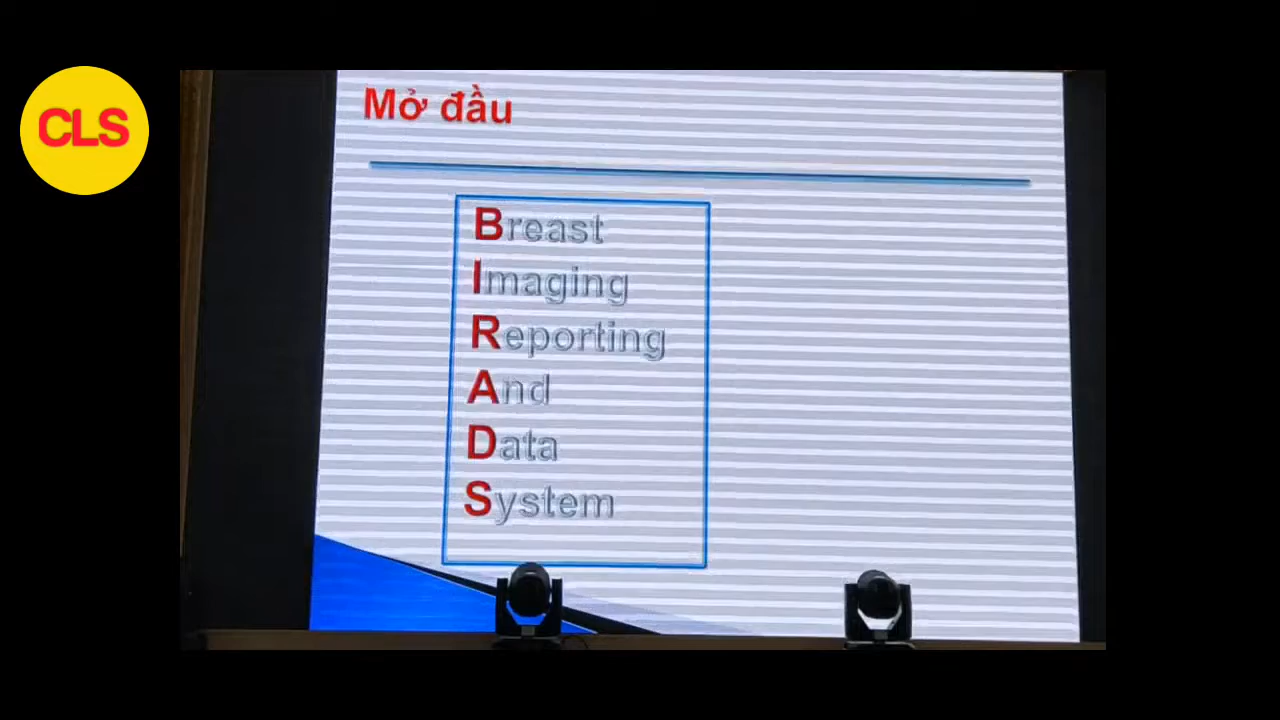 CLS
Mở đầu
Breast
Imaging
Reporting
And
Data
System